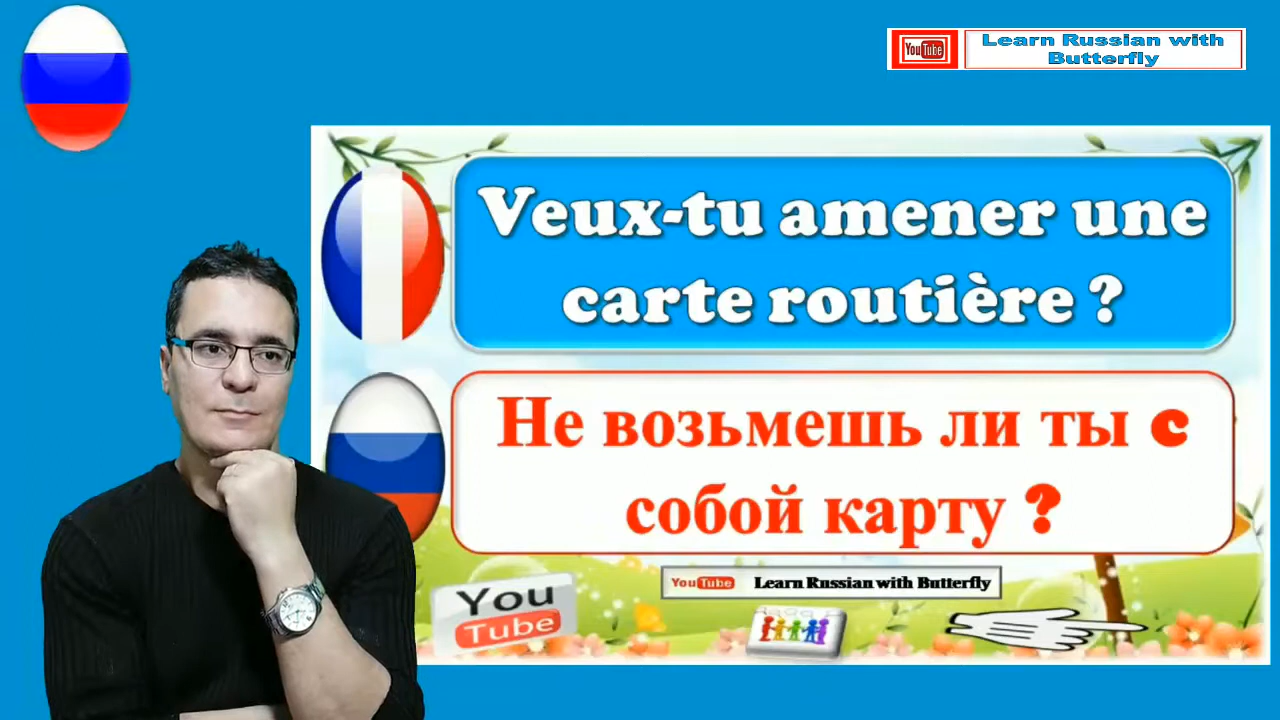 YouTube
Learn Russian with
Butterfly
Veux-tu amener une
carte routière ?
Не возьмешь ли ты с
собой карту ?
YouTube Learn Russian with Butterfly
You
Tube